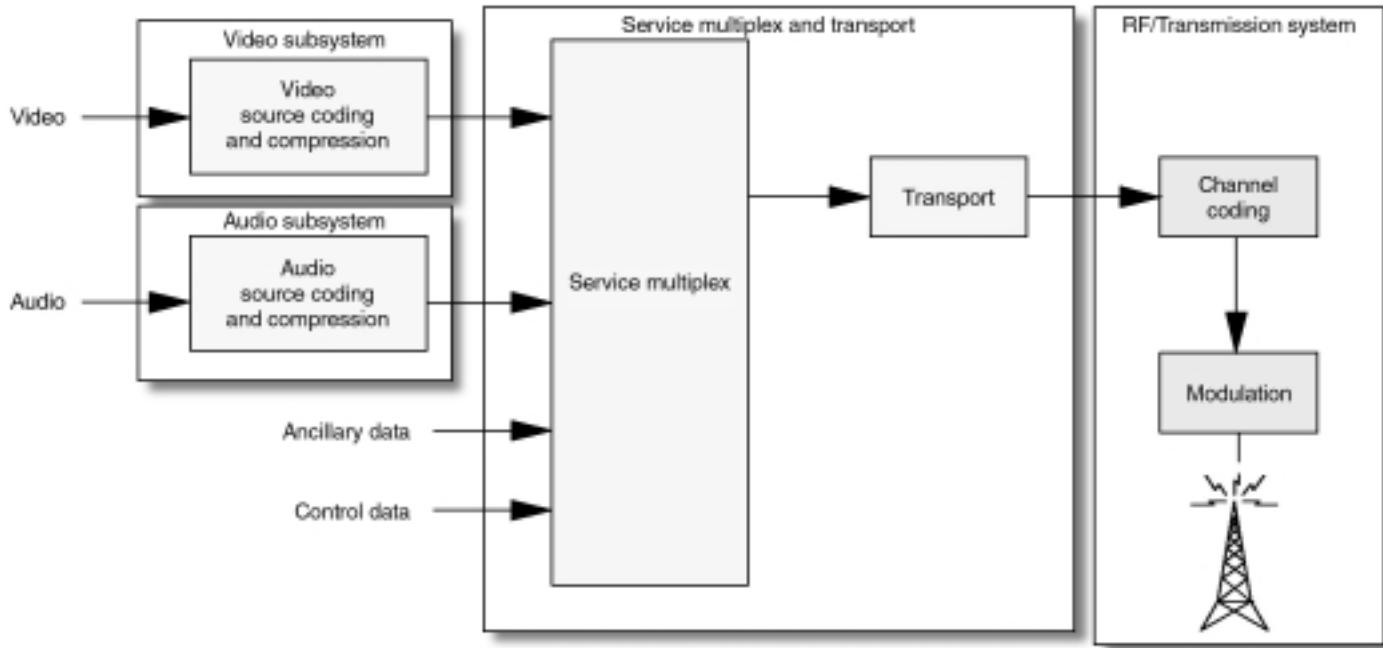 Video subsystem
Video
source coding
and compression
Video
Audio subsystem
Audio
source coding
and compression
Audio
Ancillary data
Control data
Service multiplex and transport
Service multiplex
Transport
RF/Transmission system
Channel
coding
Modulation